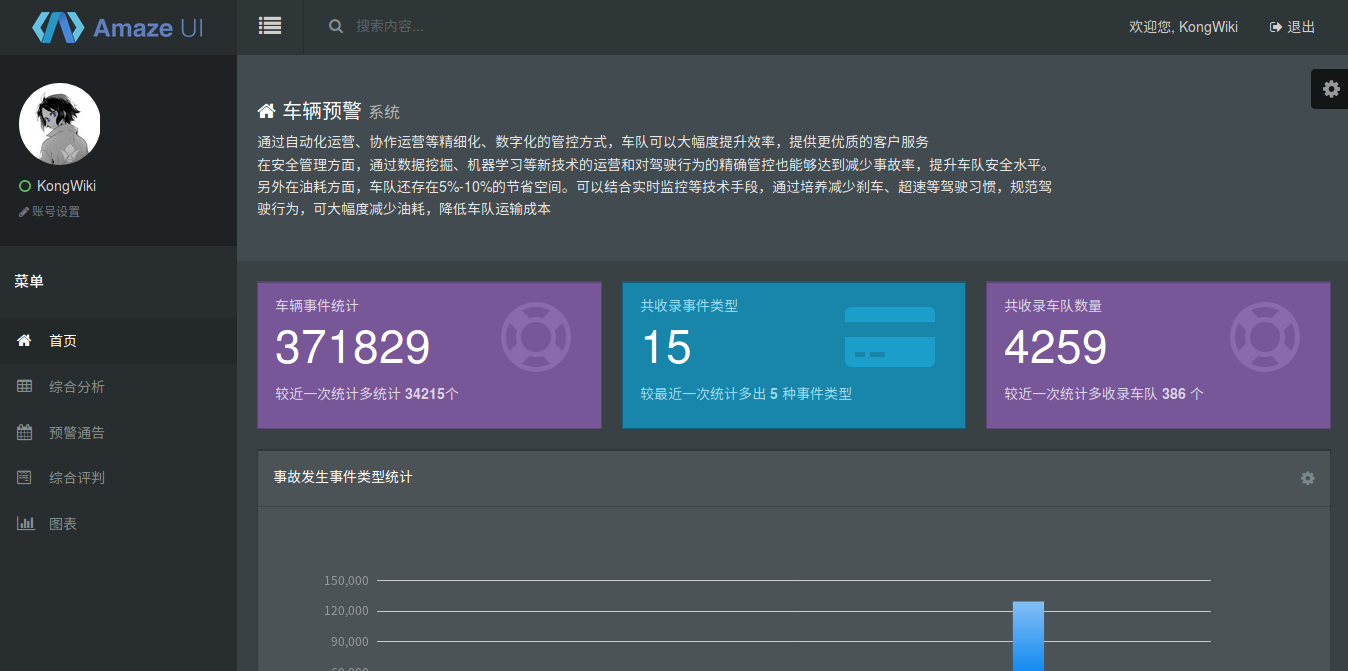 Amaze UI
搜索内容...
欢迎您, KongWiki
退出
KongWiki
账号设置
菜单
首页
综合分析
预警通告
综合评判
图表
车辆预警 系统
通过自动化运营、协作运营等精细化、数字化的管控方式，车队可以大幅度提升效率，提供更优质的客户服务
在安全管理方面，通过数据挖掘、机器学习等新技术的运营和对驾驶行为的精确管控也能够达到减少事故率，提升车队安全水平。
另外在油耗方面，车队还存在5%-10%的节省空间。可以结合实时监控等技术手段，通过培养减少刹车、超速等驾驶习惯，规范驾
驶行为，可大幅度减少油耗，降低车队运输成本
车辆事件统计
371829
较近一次统计多统计 34215个
共收录事件类型
15
较最近一次统计多出 5 种事件类型
共收录车队数量
4259
较近一次统计多收录车队 386 个
事故发生事件类型统计
150,000
120,000
90,000